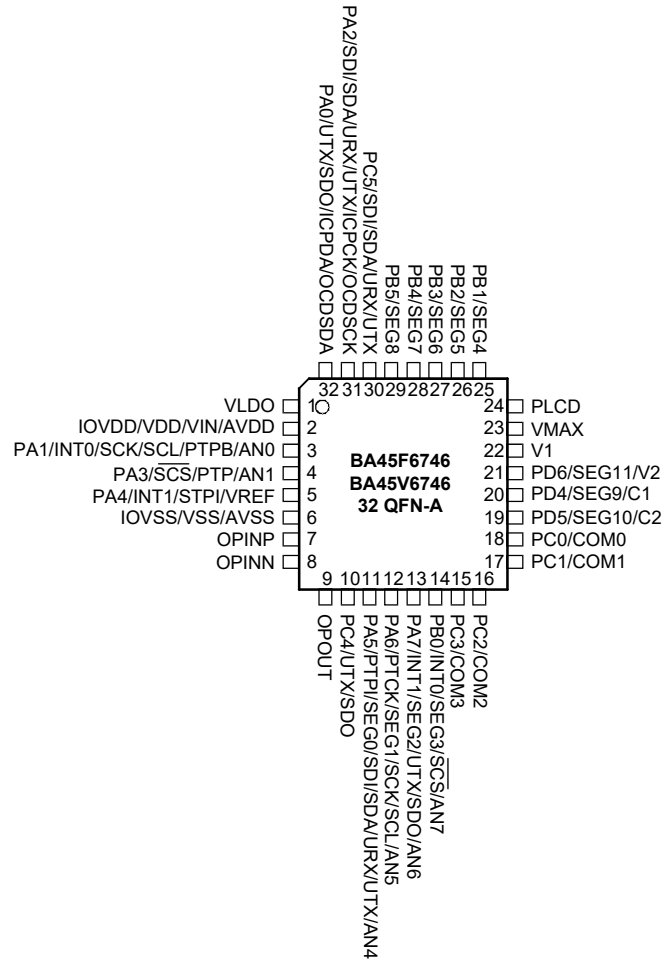 PA0/UTX/SDO/ICPDA/OCDSDA
PA2/SDI/SDA/URX/UTX/ICPCK/OCDSCK
PC5/SDI/SDA/URX/UTX
PB5/SEG8
PB4/SEG7
PB3/SEG6
PB2/SEG5
PB1/SEG4
32 31 30 29 28 27 26 25
VLDO 1
IOVDD/VDD/VIN/AVDD 2
PA1/INT0/SCK/SCL/PTPB/AN0 3
PA3/SCS/PTP/AN1 4
PA4/INT1/STPI/VREF 5
IOVSS/VSS/AVSS 6
OPINP 7
OPINN 8
BA45F6746
BA45V6746
32 QFN-A
24 PLCD
23 VMAX
22 V1
21 PD6/SEG11/V2
20 PD4/SEG9/C1
19 PD5/SEG10/C2
18 PC0/COM0
17 PC1/COM1
9 10 11 12 13 14 15 16
OPOUT
PC4/UTX/SDO
PA5/PTPI/SEG0/SDI/SDA/URX/UTX/AN4
PA6/PTCK/SEG1/SCK/SCL/AN5
PA7/INT1/SEG2/UTX/SDO/AN6
PB0/INT0/SEG3/SCS/AN7
PC3/COM3
PC2/COM2